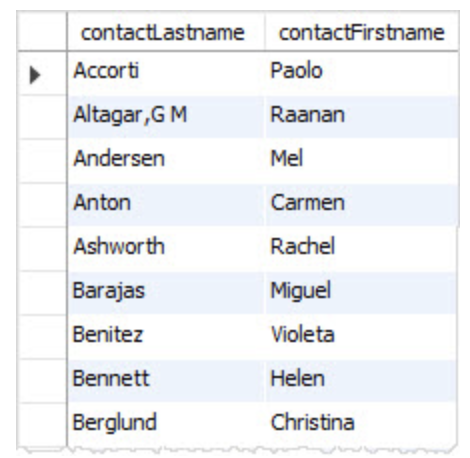 contactLastname contactFirstname
Accorti Paolo
Altagar,G M Raanan
Andersen Mel
Anton Carmen
Ashworth Rachel
Barajas Miguel
Benitez Violeta
Bennett Helen
Berglund Christina